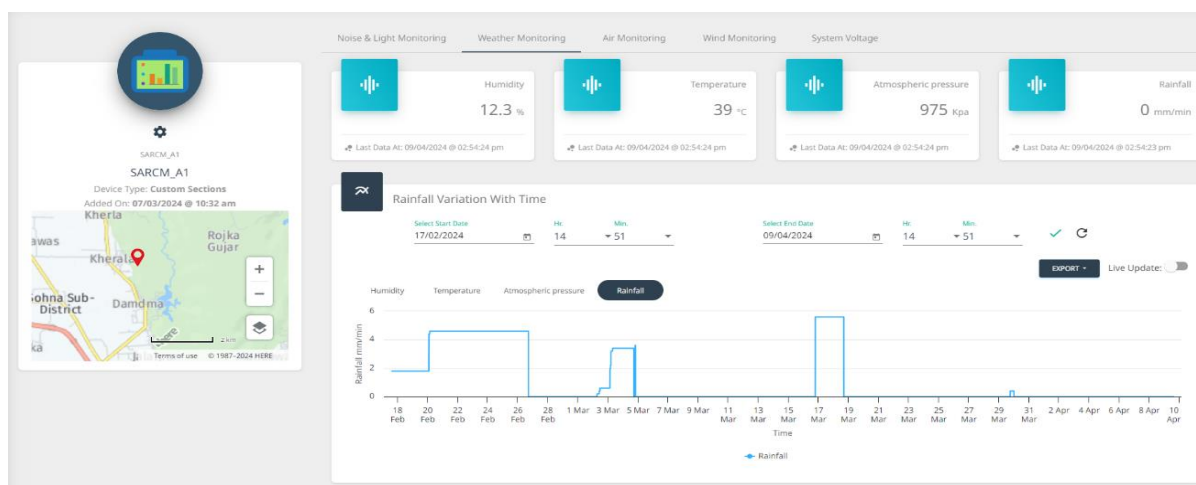 Noise & Light Monitoring Weather Monitoring Air Monitoring Wind Monitoring System Voltage
Humidity
12.3 %
Last Data At: 09/04/2024 @ 02:54:24 pm
Temperature
39 °C
Last Data At: 09/04/2024 @ 02:54:24 pm
Atmospheric pressure
975 Kpa
Last Data At: 09/04/2024 @ 02:54:24 pm
Rainfall
0 mm/min
Last Data At: 09/04/2024 @ 02:54:23 pm
SARCM_A1
SARCM_A1
Device Type: Custom Sections
Added On: 07/03/2024 @ 10:32 am
Kherla
Rojka
Gujar
awas
Kherala
+
−
ohna Sub-
District
Damdma
2 km
ka
Terms of use © 1987-2024 HERE
Rainfall Variation With Time
Select Start Date Hr. Min.
17/02/2024 14 51
Select End Date Hr. Min.
09/04/2024 14 51
EXPORT Live Update:
Humidity Temperature Atmospheric pressure Rainfall
Rainfall mm/min
6
4
2
0
18 Feb 20 Feb 22 Feb 24 Feb 26 Feb 28 Feb 1 Mar 3 Mar 5 Mar 7 Mar 9 Mar 11 Mar 13 Mar 15 Mar 17 Mar 19 Mar 21 Mar 23 Mar 25 Mar 27 Mar 29 Mar 31 Mar 2 Apr 4 Apr 6 Apr 8 Apr 10 Apr
Time
Rainfall